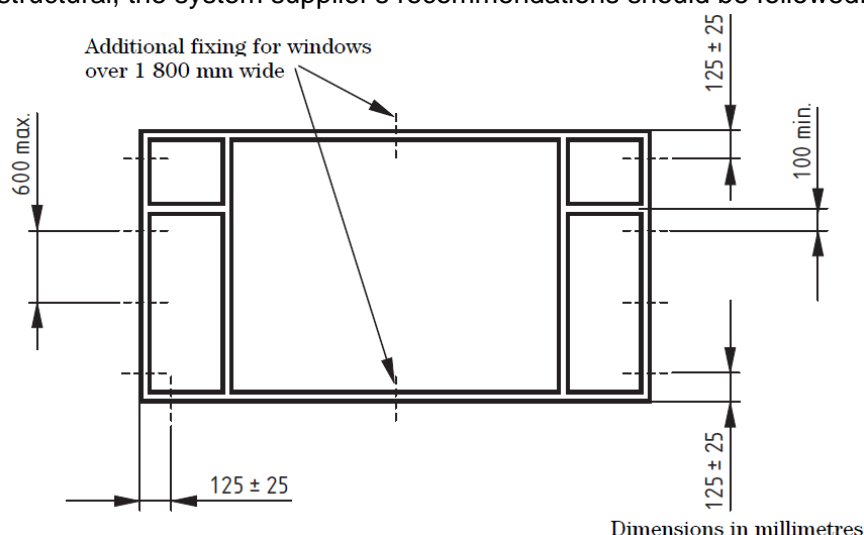 structural, the system supplier's recommendations should be followed.
Additional fixing for windows
over 1 800 mm wide
125 ± 25
600 max.
100 min.
125 ± 25
125 ± 25
Dimensions in millimetres